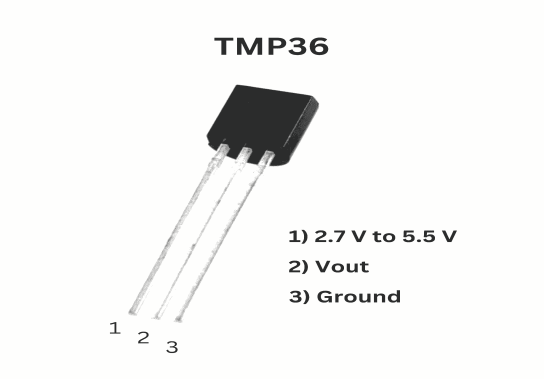 TMP36
1) 2.7 V to 5.5 V
2) Vout
3) Ground
1
2
3